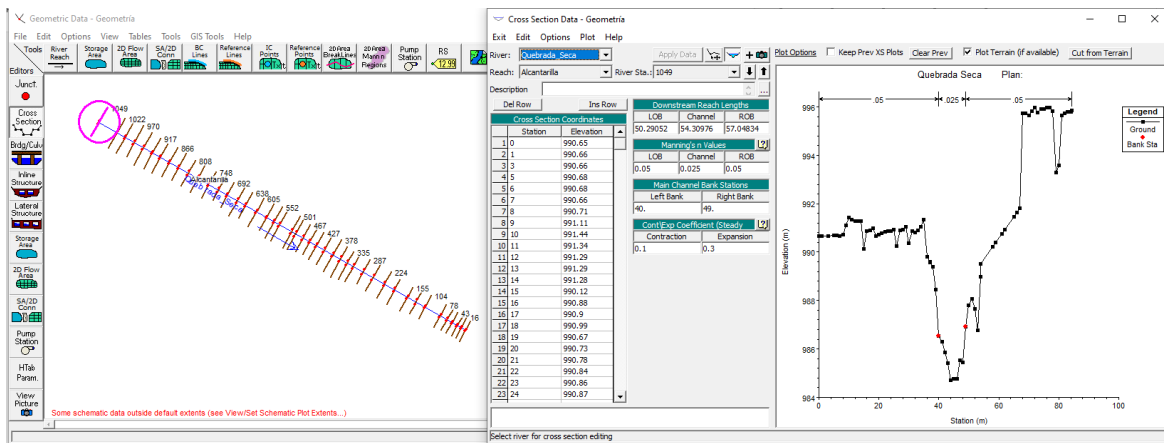 Geometric Data - Geometría
File Edit Options View Tables Tools GIS Tools Help
Tools
River Reach
Storage Area
2D Flow Area
SA/2D Conn
BC Lines
Reference Lines
IC Points
Reference Points
2D Area BreakLines
2D Area Mann n Regions
Pump Station
RS
12.99
Editors
Junct.
Cross Section
Brdg/Culv
Inline Structure
Lateral Structure
Storage Area
2D Flow Area
SA/2D Conn
Pump Station
HTab Param.
View Picture
1049
1022
970
917
866
808
Alcantarilla
748
692
638
605
552
501
467
427
378
335
287
224
155
104
78
43
16
Some schematic data outside default extents (see View/Set Schematic Plot Extents...)
Cross Section Data - Geometría
Exit Edit Options Plot Help
River: Quebrada_Seca
Apply Data
Plot Options Keep Prev XS Plots Clear Prev Plot Terrain (if available) Cut from Terrain
Reach: Alcantarilla River Sta.: 1049
Description ...
Del Row Ins Row
Cross Section Coordinates
Station Elevation
1 0 990.65
2 1 990.66
3 3 990.66
4 5 990.68
5 6 990.68
6 7 990.66
7 8 990.71
8 9 991.11
9 10 991.44
10 11 991.34
11 12 991.29
12 13 991.29
13 14 991.28
14 15 990.12
15 16 990.88
16 17 990.9
17 18 990.99
18 19 990.67
19 20 990.73
20 21 990.78
21 22 990.84
22 23 990.86
23 24 990.87
Downstream Reach Lengths
LOB Channel ROB
50.29052 54.30976 57.04834
Manning's n Values
LOB Channel ROB
0.05 0.025 0.05
Main Channel Bank Stations
Left Bank Right Bank
40. 49.
Cont\Exp Coefficient (Steady
Contraction Expansion
0.1 0.3
Quebrada Seca Plan:
.05 .025 .05
996
994
992
990
988
986
984
Elevation (m)
0 20 40 60 80 100
Station (m)
Legend
Ground
Bank Sta
Select river for cross section editing